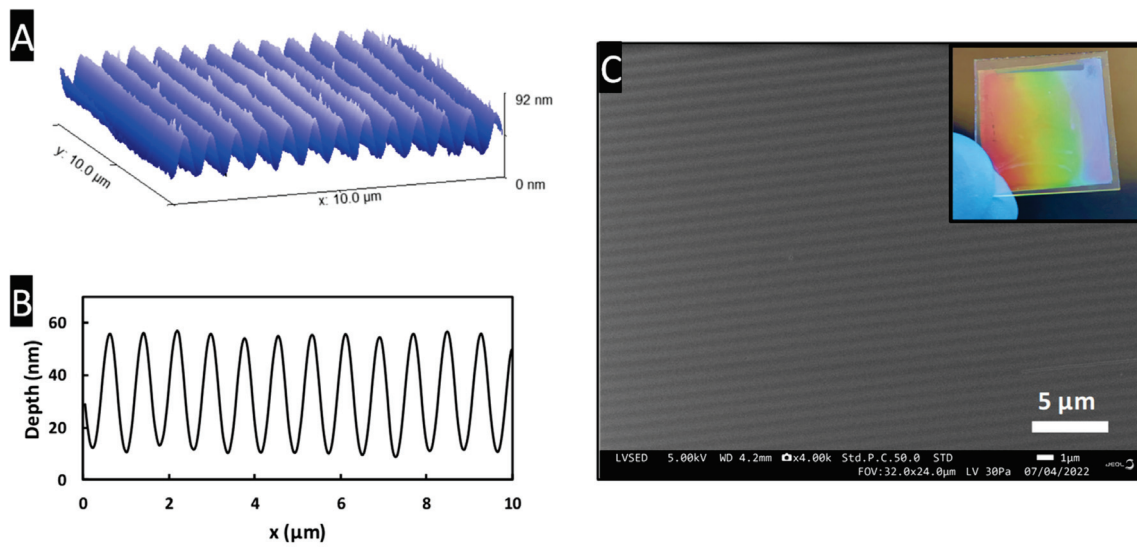 A
92 nm
0 nm
y: 10.0 µm
x: 10.0 µm
B
60
40
20
0
Depth (nm)
0 2 4 6 8 10
x (µm)
C
5 µm
LVSED 5.00kV WD 4.2mm x4.00k Std.P.C.50.0 STD 1µm
FOV:32.0x24.0µm LV 30Pa 07/04/2022 JEOL